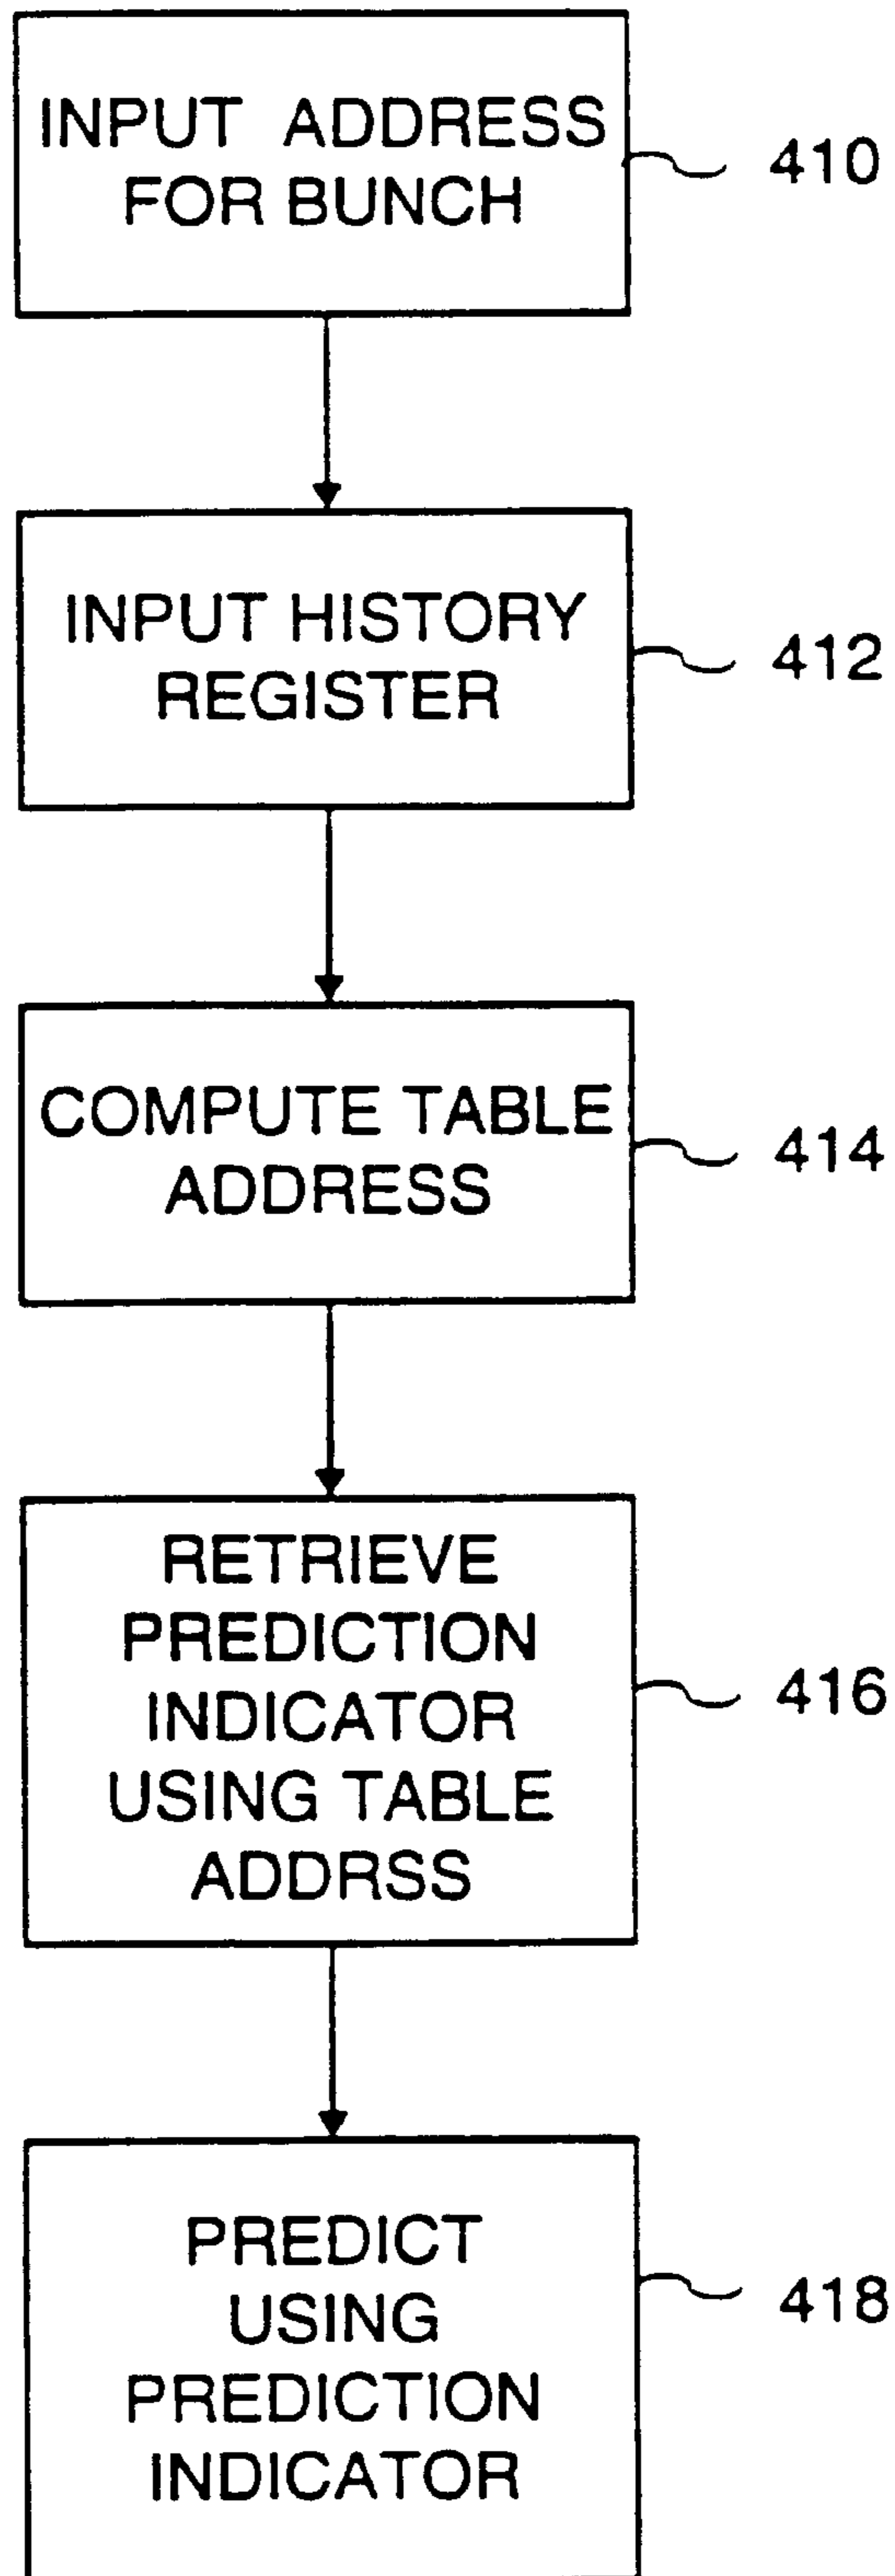 INPUT ADDRESS
FOR BUNCH
410
INPUT HISTORY
REGISTER
412
COMPUTE TABLE
ADDRESS
414
RETRIEVE
PREDICTION
INDICATOR
USING TABLE
ADDRSS
416
PREDICT
USING
PREDICTION
INDICATOR
418